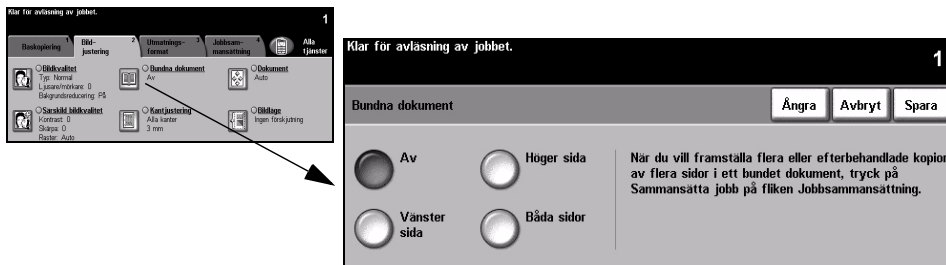 Klar för avläsning av jobbet.
1
Baskopiering 1
Bild-justering 2
Utmatnings-format 3
Jobbsam-mansättning 4
Alla tjänster
Bildkvalitet
Typ: Normal
Ljusare/mörkare: 0
Bakgrundsreducering: På
Bundna dokument
Av
Dokument
Auto
Särskild bildkvalitet
Kontrast: 0
Skärpa: 0
Raster: Auto
Kantjustering
Alla kanter
3 mm
Bildläge
Ingen förskjutning
Klar för avläsning av jobbet.
1
Bundna dokument
Ångra
Avbryt
Spara
Av
Höger sida
Vänster
sida
Båda sidor
När du vill framställa flera eller efterbehandlade kopior
av flera sidor i ett bundet dokument, tryck på
Sammansätta jobb på fliken Jobbsammansättning.